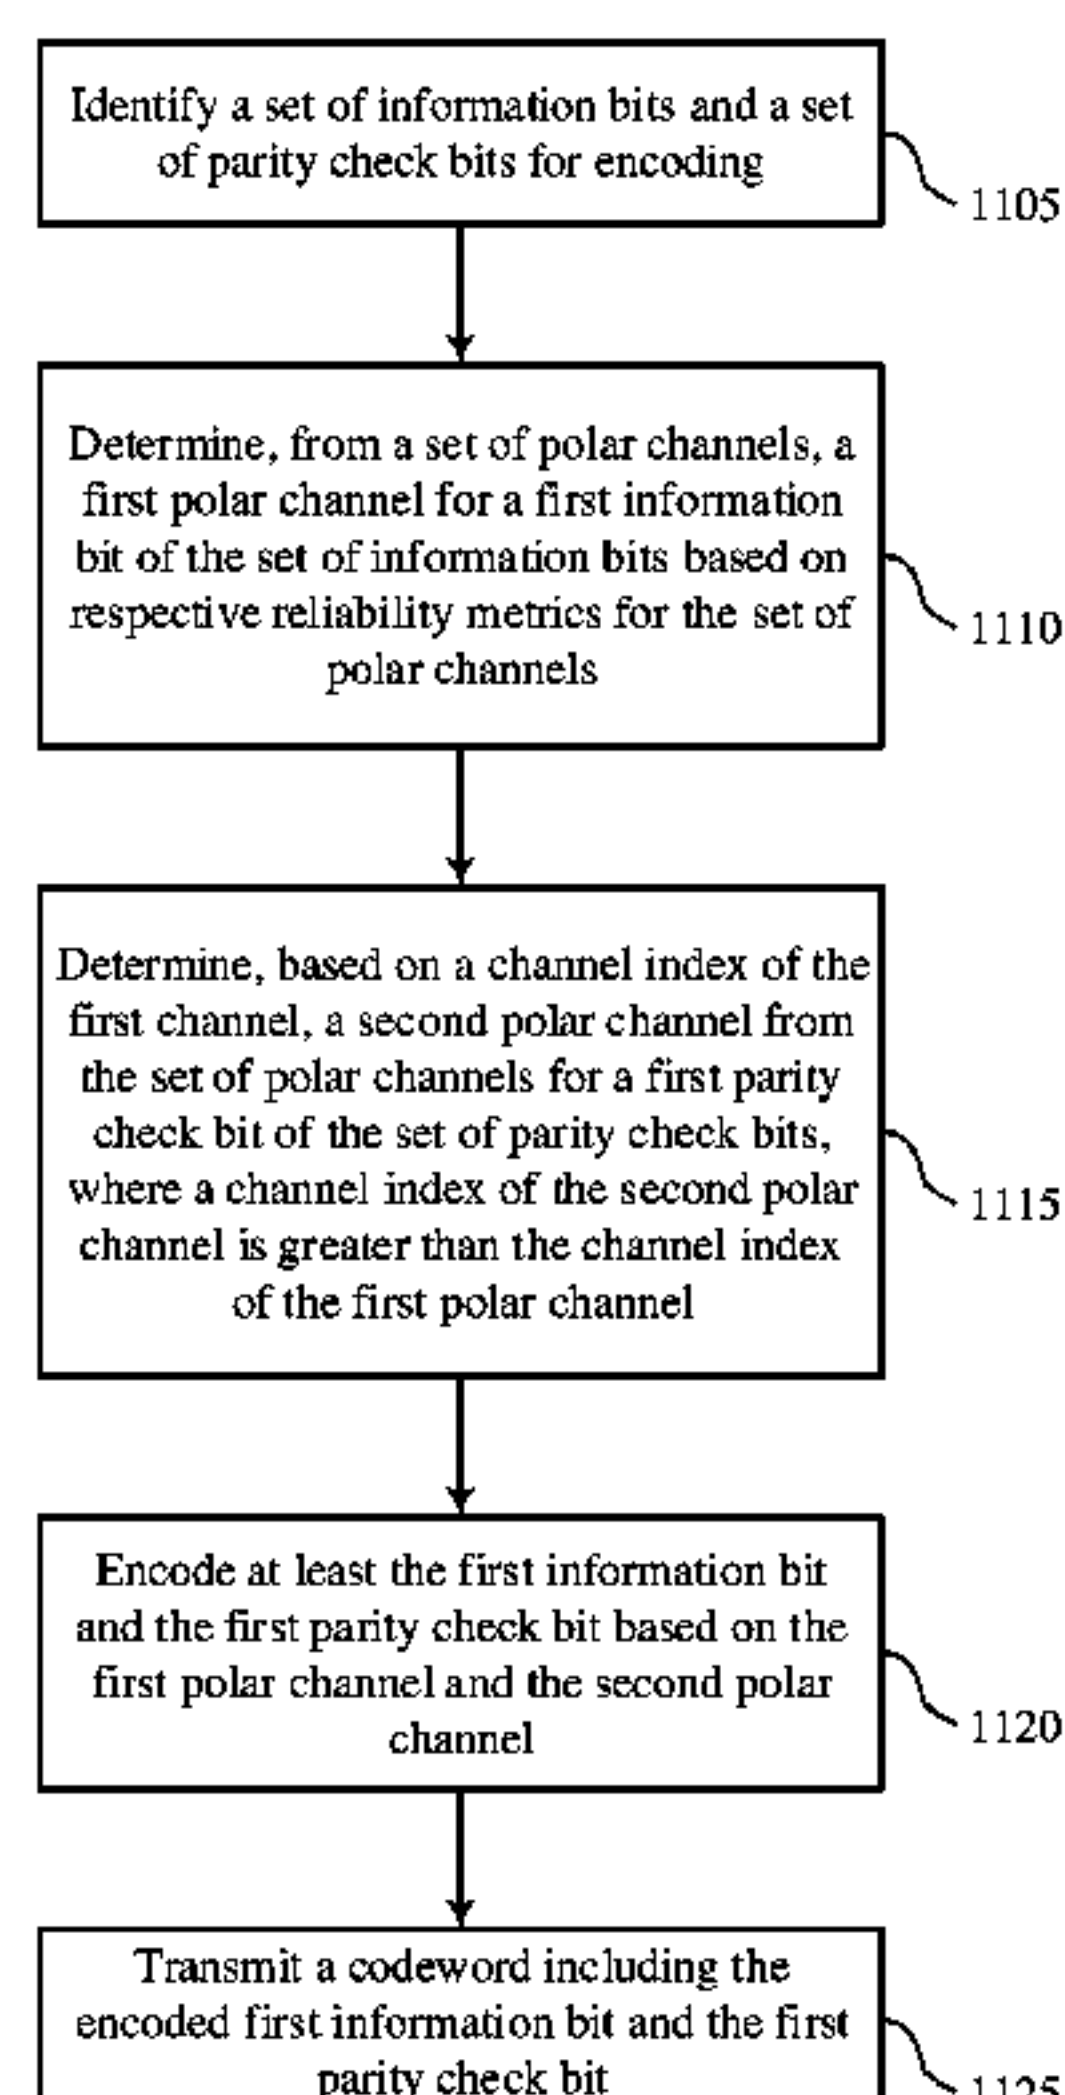 Identify a set of information bits and a set
of parity check bits for encoding
1105
Determine, from a set of polar channels, a
first polar channel for a first information
bit of the set of information bits based on
respective reliability metrics for the set of
polar channels
1110
Determine, based on a channel index of the
first channel, a second polar channel from
the set of polar channels for a first parity
check bit of the set of parity check bits,
where a channel index of the second polar
channel is greater than the channel index
of the first polar channel
1115
Encode at least the first information bit
and the first parity check bit based on the
first polar channel and the second polar
channel
1120
Transmit a codeword including the
encoded first information bit and the first
parity check bit
1125